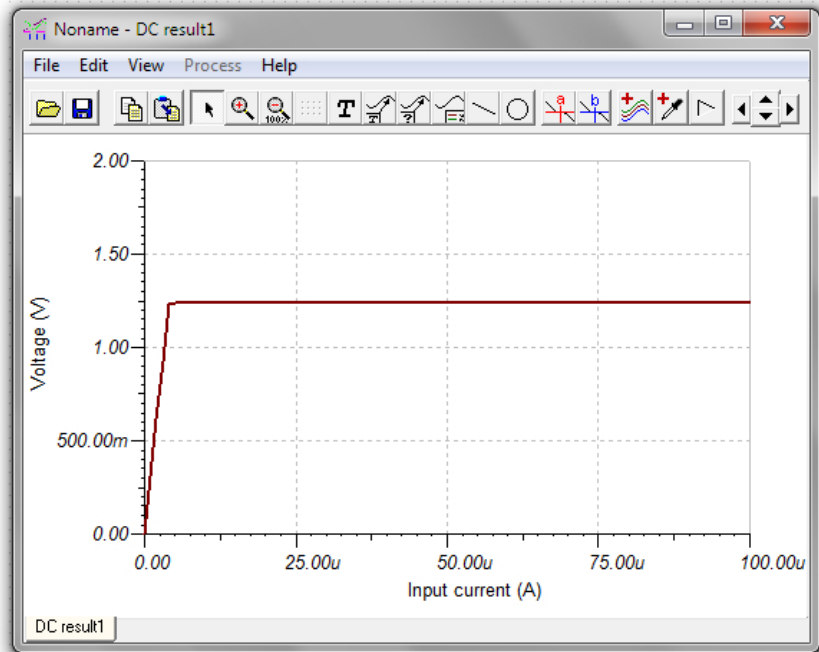 Noname - DC result1
File Edit View Process Help
100%
T
T
?
a
b
2.00
1.50
1.00
500.00m
0.00
Voltage (V)
0.00 25.00u 50.00u 75.00u 100.00u
Input current (A)
DC result1